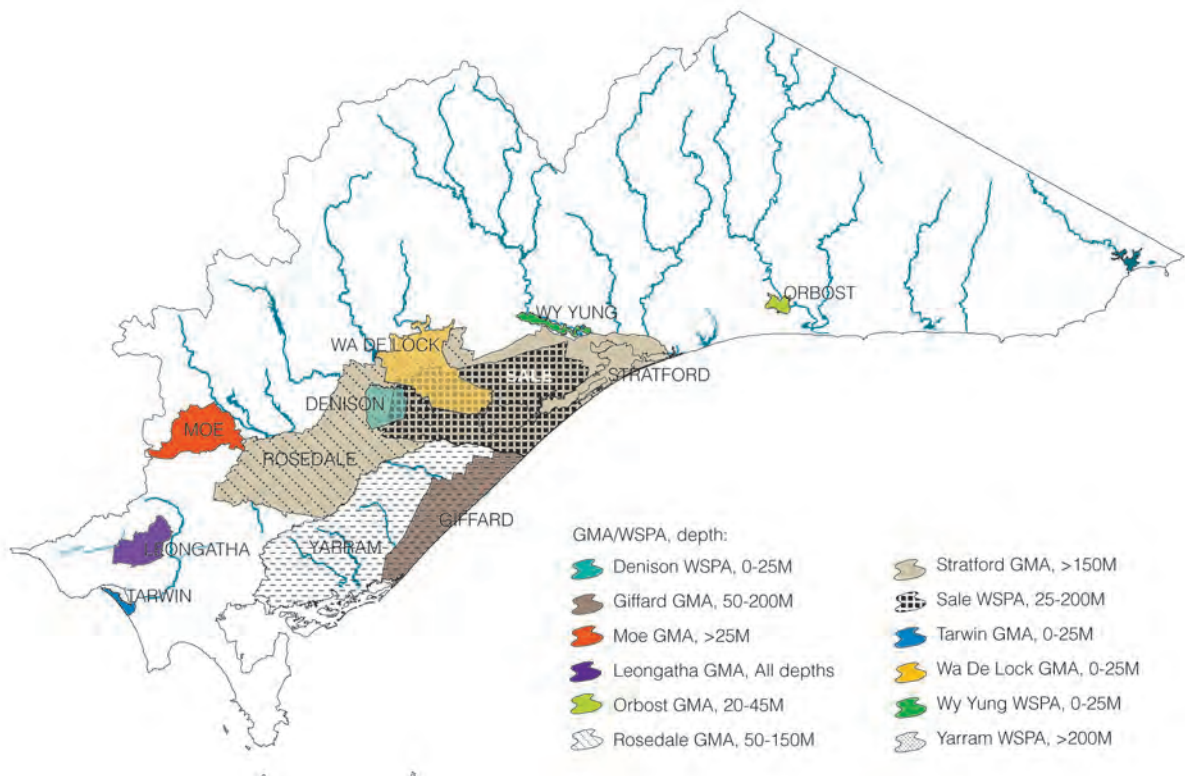 ORBOST
WY YUNG
WA DE LOCK
SALE
STRATFORD
DENISON
MOE
ROSEDALE
GIFFARD
LEONGATHA
YARRAM
TARWIN
GMA/WSPA, depth:
Denison WSPA, 0-25M
Giffard GMA, 50-200M
Moe GMA, >25M
Leongatha GMA, All depths
Orbost GMA, 20-45M
Rosedale GMA, 50-150M
Stratford GMA, >150M
Sale WSPA, 25-200M
Tarwin GMA, 0-25M
Wa De Lock GMA, 0-25M
Wy Yung WSPA, 0-25M
Yarram WSPA, >200M